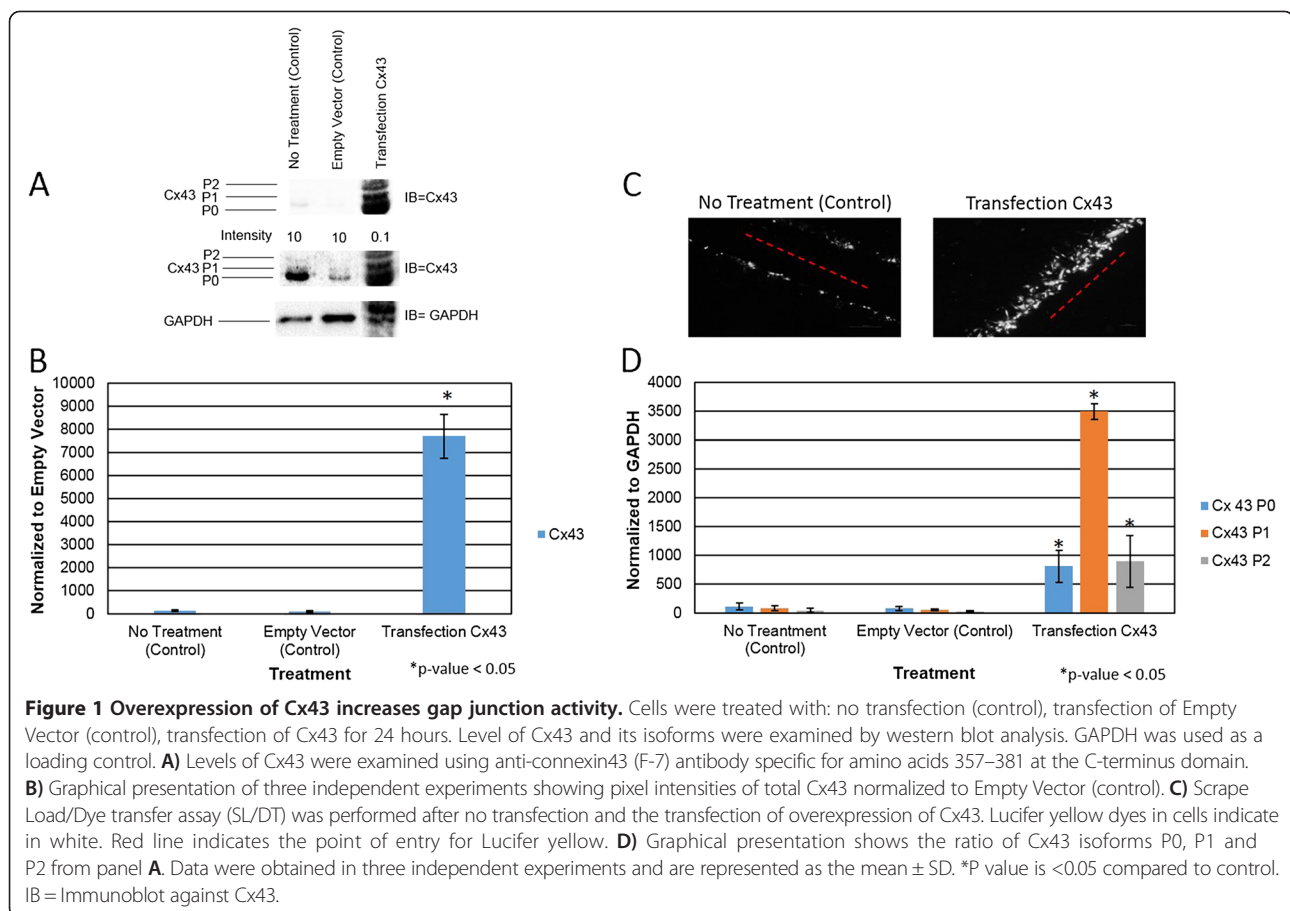 A
No Treatment (Control)
Empty Vector (Control)
Transfection Cx43
P2
Cx43 P1
P0
IB=Cx43
Intensity 10 10 0.1
P2
Cx43 P1
P0
IB=Cx43
GAPDH
IB= GAPDH
B
Normalized to Empty Vector
10000
9000
8000
7000
6000
5000
4000
3000
2000
1000
0
*
Cx43
No Treatment (Control)
Empty Vector (Control)
Transfection Cx43
Treatment
*p-value < 0.05
C
No Treatment (Control)
Transfection Cx43
D
Normalized to GAPDH
4000
3500
3000
2500
2000
1500
1000
500
0
*
*
*
Cx 43 P0
Cx43 P1
Cx43 P2
No Treantment (Control)
Empty Vector (Control)
Transfection Cx43
Treatment
*p-value < 0.05
Figure 1 Overexpression of Cx43 increases gap junction activity. Cells were treated with: no transfection (control), transfection of Empty
Vector (control), transfection of Cx43 for 24 hours. Level of Cx43 and its isoforms were examined by western blot analysis. GAPDH was used as a
loading control. A) Levels of Cx43 were examined using anti-connexin43 (F-7) antibody specific for amino acids 357–381 at the C-terminus domain.
B) Graphical presentation of three independent experiments showing pixel intensities of total Cx43 normalized to Empty Vector (control). C) Scrape
Load/Dye transfer assay (SL/DT) was performed after no transfection and the transfection of overexpression of Cx43. Lucifer yellow dyes in cells indicate
in white. Red line indicates the point of entry for Lucifer yellow. D) Graphical presentation shows the ratio of Cx43 isoforms P0, P1 and
P2 from panel A. Data were obtained in three independent experiments and are represented as the mean ± SD. *P value is <0.05 compared to control.
IB = Immunoblot against Cx43.